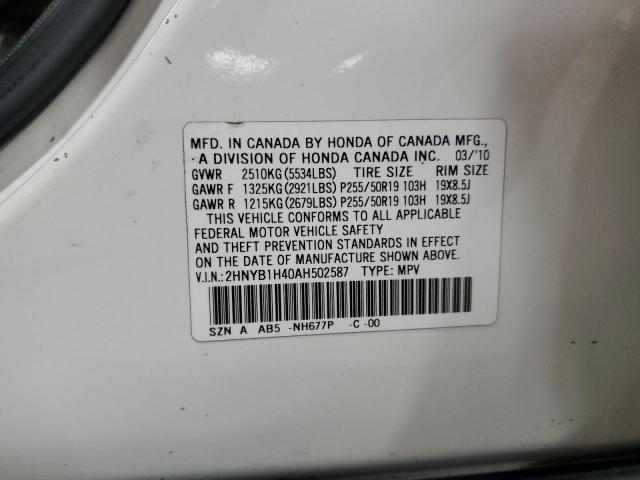 MFD. IN CANADA BY HONDA OF CANADA MFG.,
A DIVISION OF HONDA CANADA INC. 03/'10
GVWR 2510KG(5534LBS) TIRE SIZE RIM SIZE
GAWR F 1325KG(2921LBS) P255/50R19 103H 19X8.5J
GAWR R 1215KG(2679LBS) P255/50R19 103H 19X8.5J
THIS VEHICLE CONFORMS TO ALL APPLICABLE
FEDERAL MOTOR VEHICLE SAFETY
AND THEFT PREVENTION STANDARDS IN EFFECT
ON THE DATE OF MANUFACTURE SHOWN ABOVE.
V.I.N.: 2HNYB1H40AH502587 TYPE: MPV
SZN A AB5 -NH677P -C -00